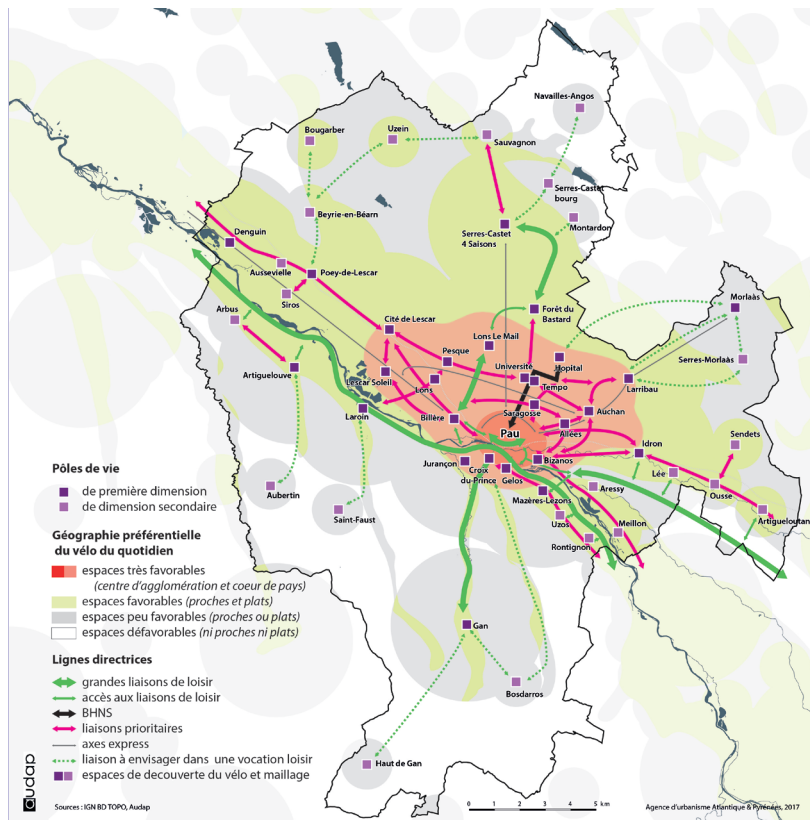 Navailles-Angos
Bougarber
Uzein
Sauvagnon
Serres-Castet
bourg
Beyrie-en-Béarn
Montardon
Serres-Castet
4 Saisons
Denguin
Aussevielle
Poey-de-Lescar
Siros
Morlaàs
Arbus
Forêt du
Bastard
Cité de Lescar
Lons Le Mail
Serres-Morlaàs
Pesque
Université
Hopital
Artiguelouve
Lescar Soleil
Lons
Tempo
Larribau
Laroin
Saragosse
Auchan
Billère
Allées
Pau
Sendets
Idron
Jurançon
Croix
du-Prince
Bizanos
Gelos
Lée
Ousse
Aubertin
Mazères-Lezons
Aressy
Saint-Faust
Uzos
Meillon
Artigueloutan
Rontignon
Gan
Bosdarros
Haut de Gan
Pôles de vie
de première dimension
de dimension secondaire
Géographie préférentielle
du vélo du quotidien
espaces très favorables
(centre d'agglomération et coeur de pays)
espaces favorables (proches et plats)
espaces peu favorables (proches ou plats)
espaces défavorables (ni proches ni plats)
Lignes directrices
grandes liaisons de loisir
accès aux liaisons de loisir
BHNS
liaisons prioritaires
axes express
liaison à envisager dans une vocation loisir
espaces de decouverte du vélo et maillage
audap
Sources : IGN BD TOPO, Audap
0 1 2 3 4 5 km
Agence d'urbanisme Atlantique & Pyrénées, 2017